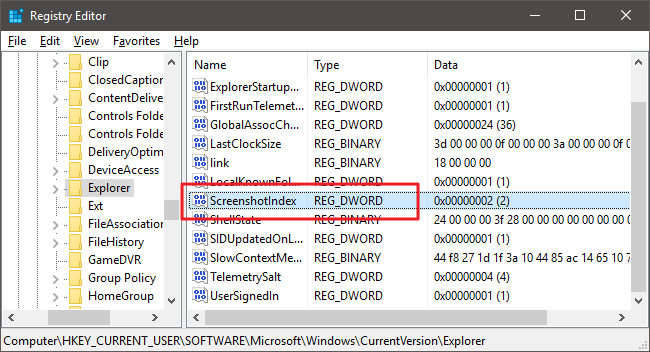 Registry Editor
File Edit View Favorites Help
Clip
ClosedCaption
ContentDelive
Controls Folde
Controls Folde
DeliveryOptim
DeviceAccess
Explorer
Ext
FileAssociation
FileHistory
GameDVR
Group Policy
HomeGroup
Name Type Data
ExplorerStartup... REG_DWORD 0x00000001 (1)
FirstRunTelemet... REG_DWORD 0x00000001 (1)
GlobalAssocCh... REG_DWORD 0x00000024 (36)
LastClockSize REG_BINARY 3d 00 00 00 0f 00 00 00 3a 00 00 00 0f 0
link REG_BINARY 18 00 00 00
LocalKnownFol... REG_DWORD 0x00000001 (1)
ScreenshotIndex REG_DWORD 0x00000002 (2)
ShellState REG_BINARY 24 00 00 00 3f 28 00 00 00 00 00 00 00 00
SIDUpdatedOnL... REG_DWORD 0x00000001 (1)
SlowContextMe... REG_BINARY 44 f8 27 1d 1f 3a 10 44 85 ac 14 65 10 7
TelemetrySalt REG_DWORD 0x00000004 (4)
UserSignedIn REG_DWORD 0x00000001 (1)
Computer\HKEY_CURRENT_USER\SOFTWARE\Microsoft\Windows\CurrentVersion\Explorer